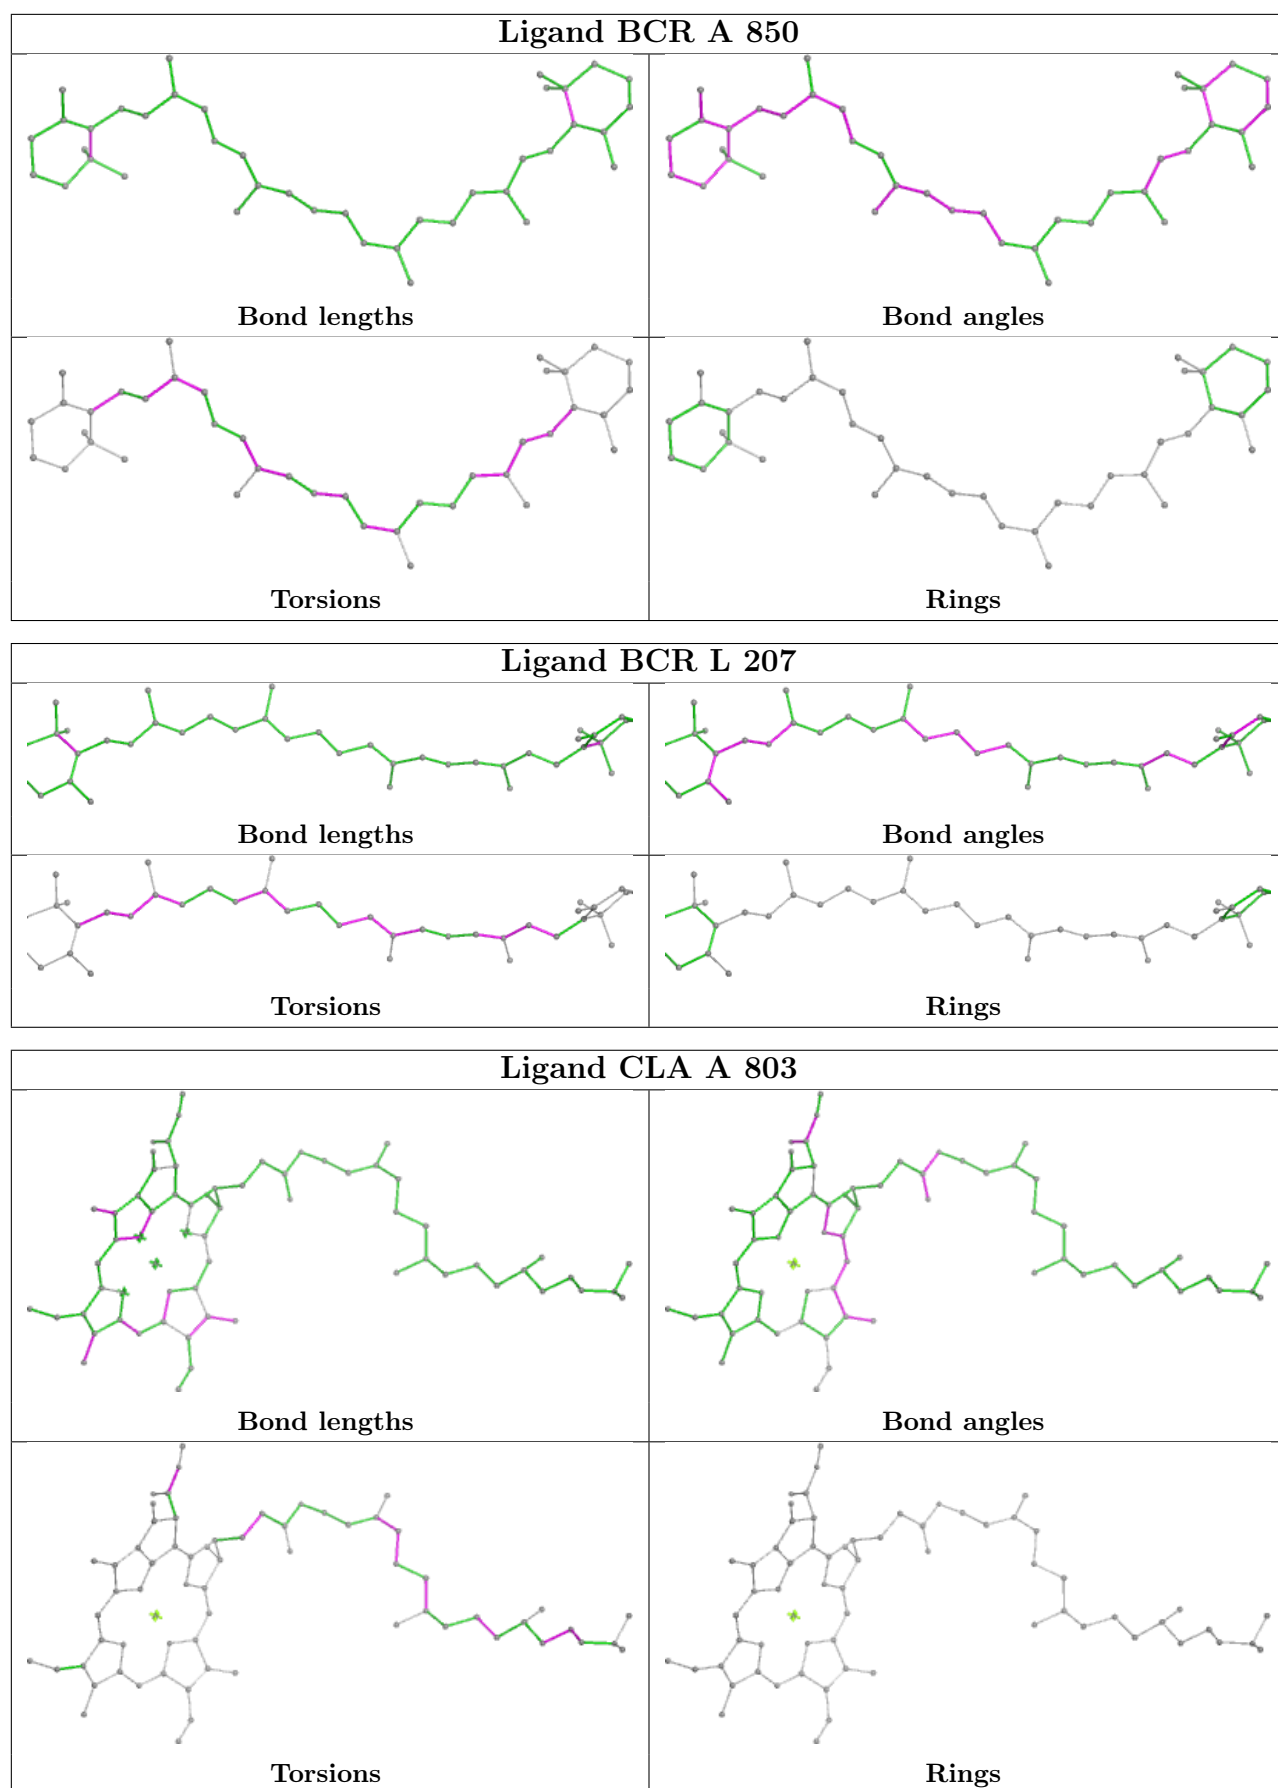 Ligand BCR A 850
Bond lengths
Bond angles
Torsions
Rings
Ligand BCR L 207
Bond lengths
Bond angles
Torsions
Rings
Ligand CLA A 803
Bond lengths
Bond angles
Torsions
Rings